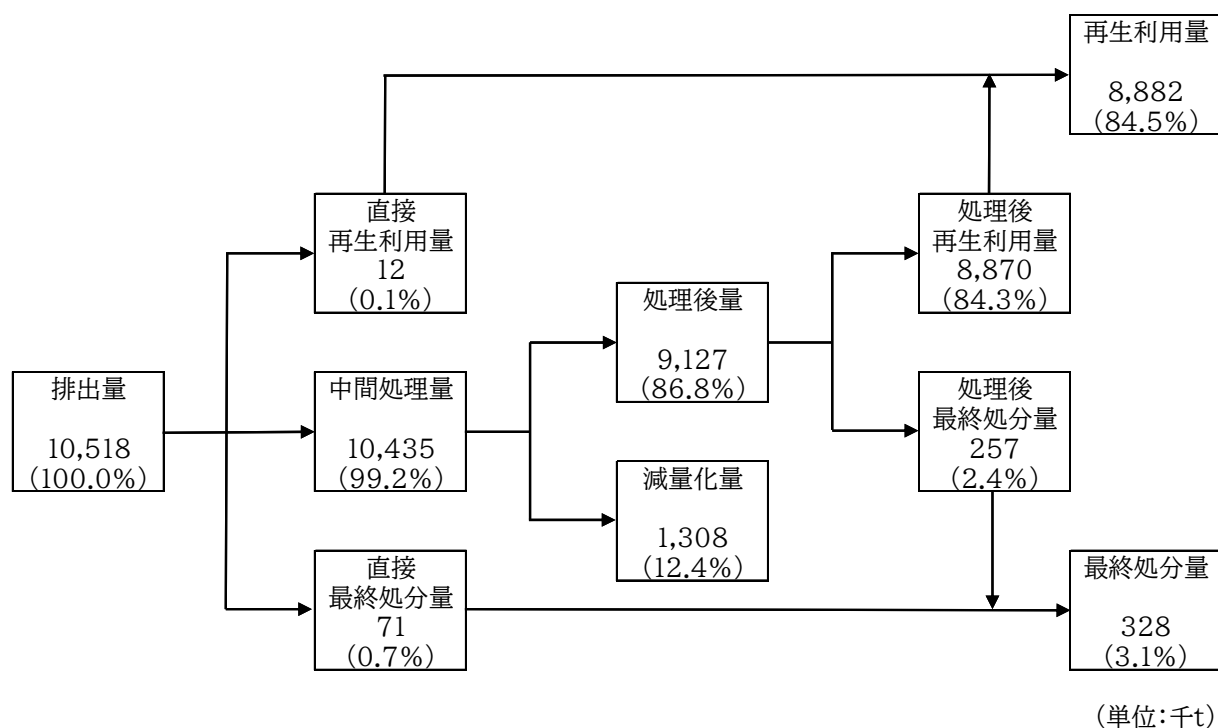 再生利用量
8,882
(84.5%)
直接
再生利用量
12
(0.1%)
処理後
再生利用量
8,870
(84.3%)
処理後量
9,127
(86.8%)
排出量
10,518
(100.0%)
中間処理量
10,435
(99.2%)
処理後
最終処分量
257
(2.4%)
減量化量
1,308
(12.4%)
直接
最終処分量
71
(0.7%)
最終処分量
328
(3.1%)
(単位:千t)